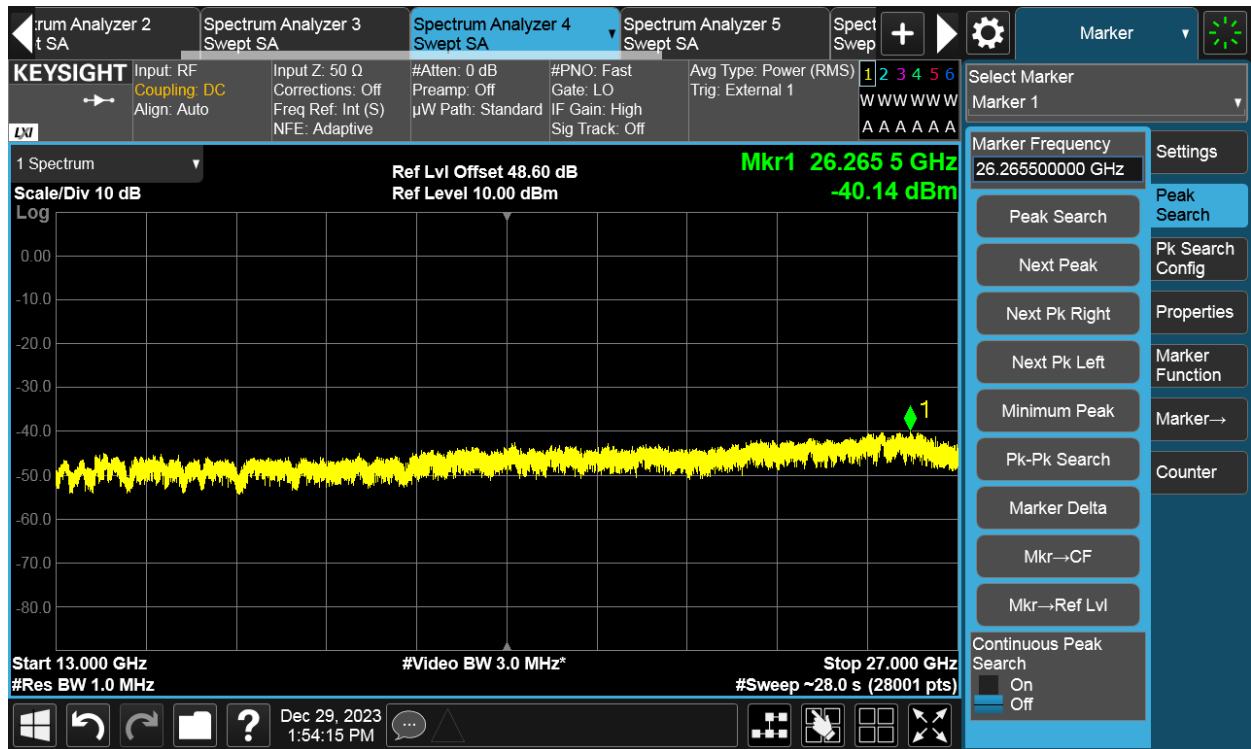 trum Analyzer 2
t SA
Spectrum Analyzer 3
Swept SA
Spectrum Analyzer 4
Swept SA
Spectrum Analyzer 5
Swept SA
Spect
Swep
Marker
KEYSIGHT
LXI
Input: RF
Coupling: DC
Align: Auto
Input Z: 50 Ω
Corrections: Off
Freq Ref: Int (S)
NFE: Adaptive
#Atten: 0 dB
Preamp: Off
µW Path: Standard
#PNO: Fast
Gate: LO
IF Gain: High
Sig Track: Off
Avg Type: Power (RMS)
Trig: External 1
1 2 3 4 5 6
W W W W W W
A A A A A A
Select Marker
Marker 1
1 Spectrum
Scale/Div 10 dB
Ref Lvl Offset 48.60 dB
Ref Level 10.00 dBm
Mkr1 26.265 5 GHz
-40.14 dBm
Log
0.00
-10.0
-20.0
-30.0
-40.0
-50.0
-60.0
-70.0
-80.0
1
Start 13.000 GHz
#Res BW 1.0 MHz
#Video BW 3.0 MHz*
Stop 27.000 GHz
#Sweep ~28.0 s (28001 pts)
Marker Frequency
26.265500000 GHz
Peak Search
Next Peak
Next Pk Right
Next Pk Left
Minimum Peak
Pk-Pk Search
Marker Delta
Mkr→CF
Mkr→Ref Lvl
Continuous Peak
Search
On
Off
Settings
Peak
Search
Pk Search
Config
Properties
Marker
Function
Marker→
Counter
?
Dec 29, 2023
1:54:15 PM